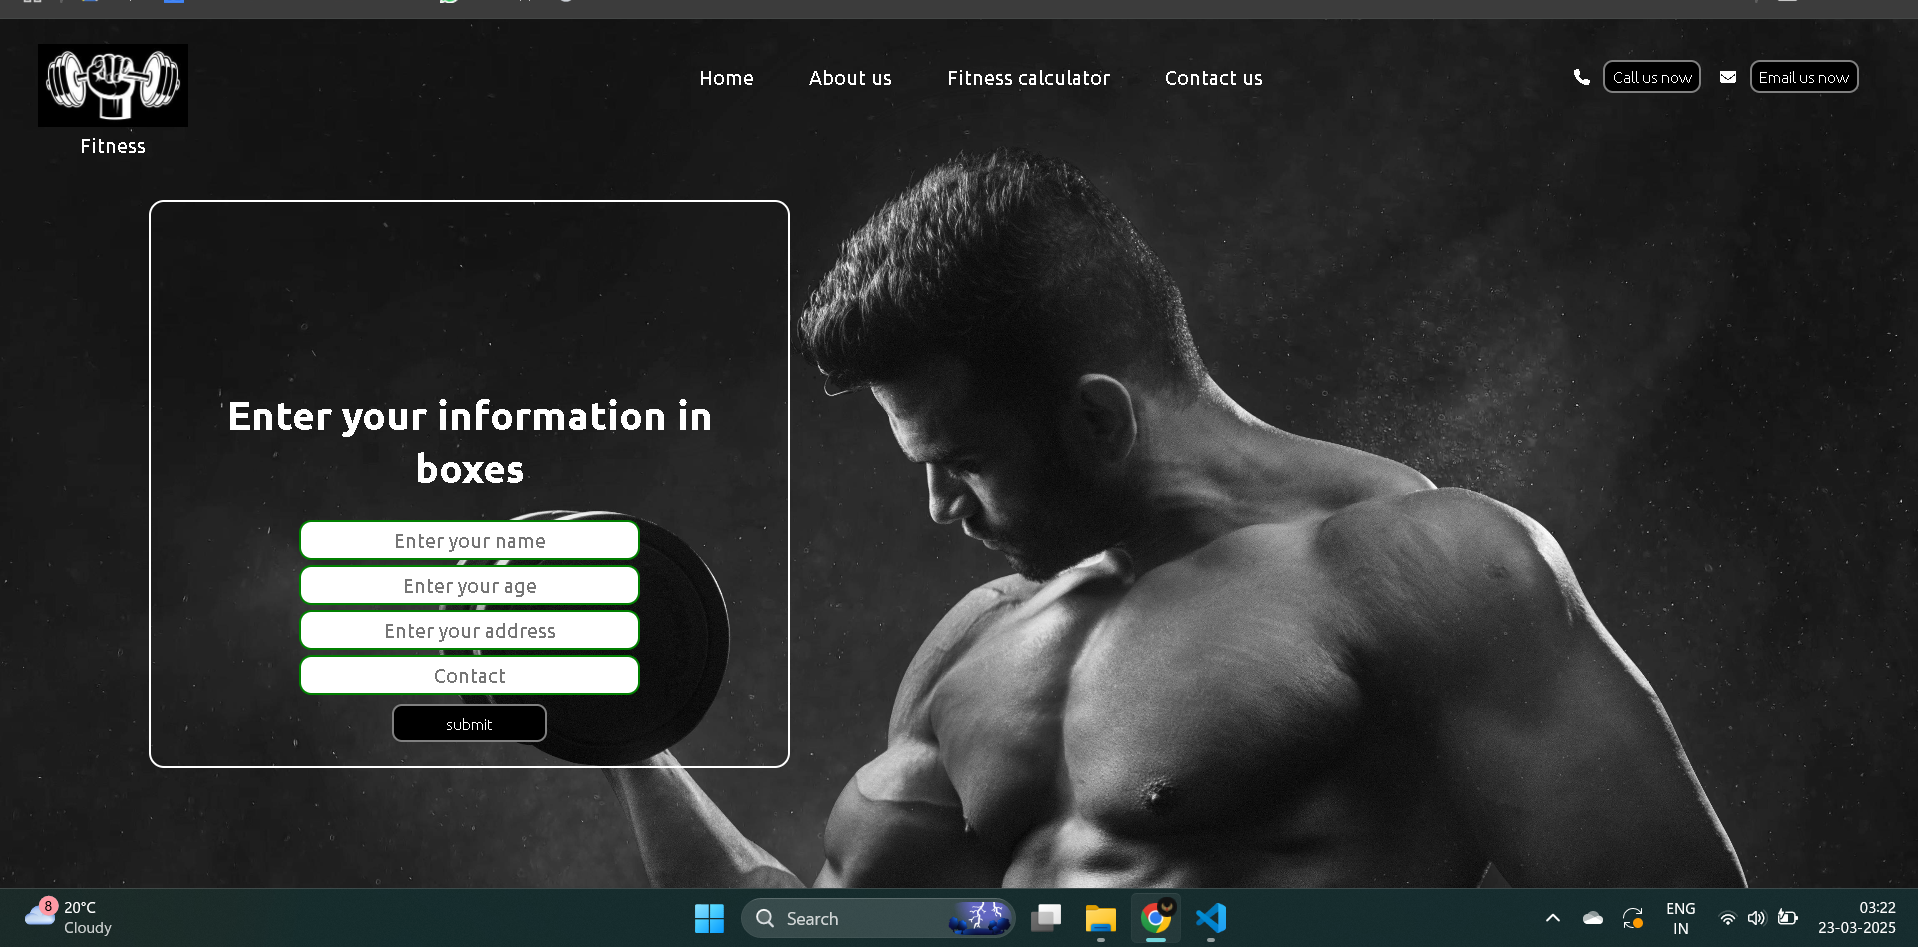 Home
About us
Fitness calculator
Contact us
Call us now
Email us now
Fitness
Enter your information in
boxes
Enter your name
Enter your age
Enter your address
Contact
submit
8
20°C
Cloudy
Search
ENG
IN
03:22
23-03-2025